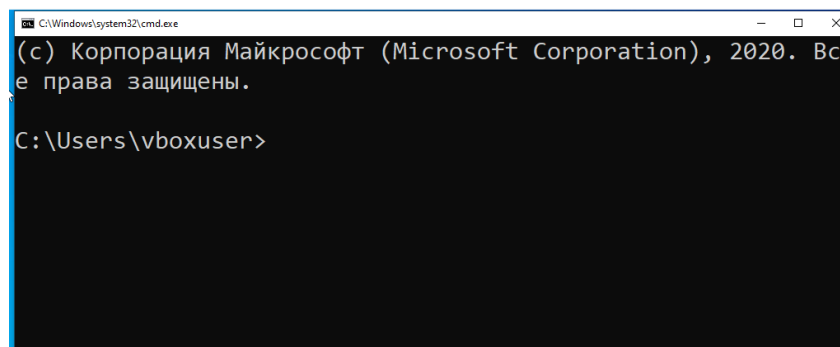 C:\Windows\system32\cmd.exe
(c) Корпорация Майкрософт (Microsoft Corporation), 2020. Вс
е права защищены.
C:\Users\vboxuser>